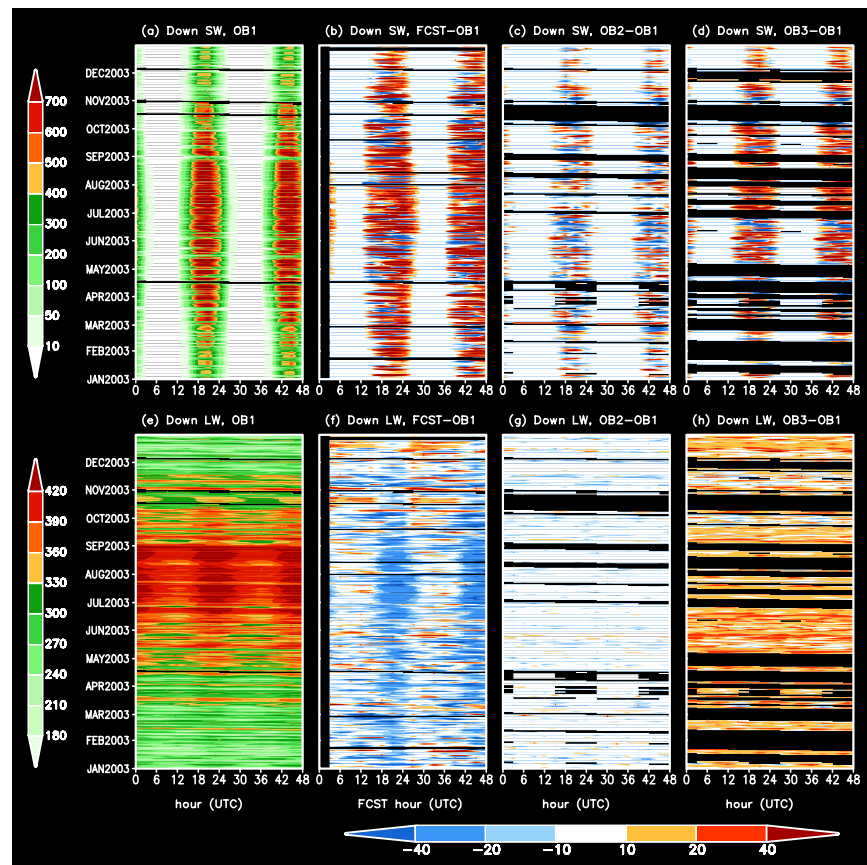 (a) Down SW, OB1
(b) Down SW, FCST-OB1
(c) Down SW, OB2-OB1
(d) Down SW, OB3-OB1
700
600
500
400
300
200
100
50
10
DEC2003
NOV2003
OCT2003
SEP2003
AUG2003
JUL2003
JUN2003
MAY2003
APR2003
MAR2003
FEB2003
JAN2003
0 6 12 18 24 30 36 42 48
0 6 12 18 24 30 36 42 48
0 6 12 18 24 30 36 42 48
0 6 12 18 24 30 36 42 48
(e) Down LW, OB1
(f) Down LW, FCST-OB1
(g) Down LW, OB2-OB1
(h) Down LW, OB3-OB1
420
390
360
330
300
270
240
210
180
DEC2003
NOV2003
OCT2003
SEP2003
AUG2003
JUL2003
JUN2003
MAY2003
APR2003
MAR2003
FEB2003
JAN2003
0 6 12 18 24 30 36 42 48
0 6 12 18 24 30 36 42 48
0 6 12 18 24 30 36 42 48
0 6 12 18 24 30 36 42 48
hour (UTC)
FCST hour (UTC)
hour (UTC)
hour (UTC)
-40 -20 -10 10 20 40